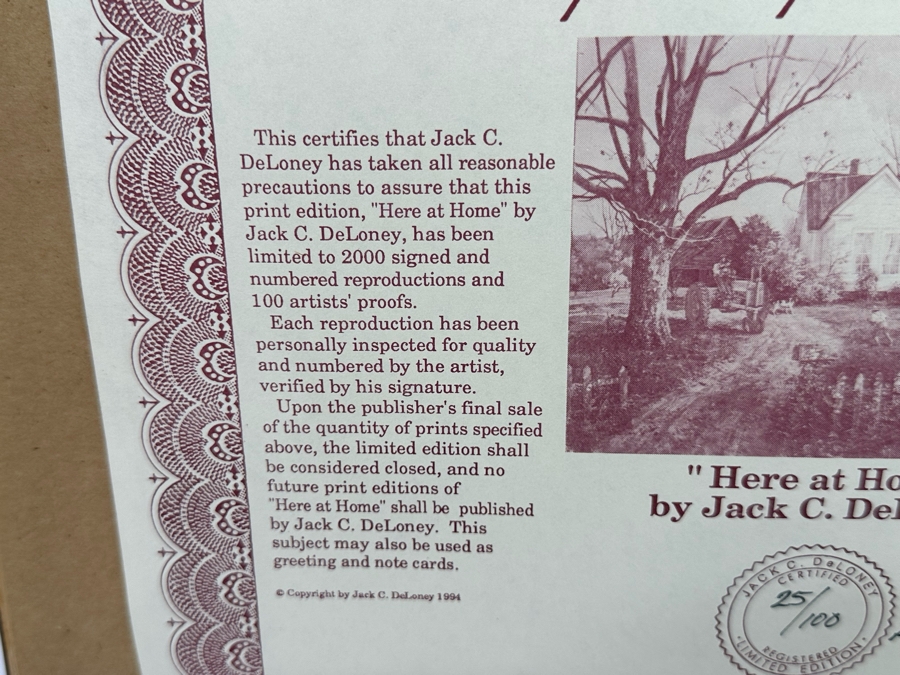 This certifies that Jack C.
DeLoney has taken all reasonable
precautions to assure that this
print edition, "Here at Home" by
Jack C. DeLoney, has been
limited to 2000 signed and
numbered reproductions and
100 artists' proofs.
Each reproduction has been
personally inspected for quality
and numbered by the artist,
verified by his signature.
Upon the publisher's final sale
of the quantity of prints specified
above, the limited edition shall
be considered closed, and no
future print editions of
"Here at Home" shall be published
by Jack C. DeLoney. This
subject may also be used as
greeting and note cards.
© Copyright by Jack C. DeLoney 1994
" Here at Ho
by Jack C. Del
JACK C. DeLONEY
CERTIFIED
25/100
REGISTERED
LIMITED EDITION